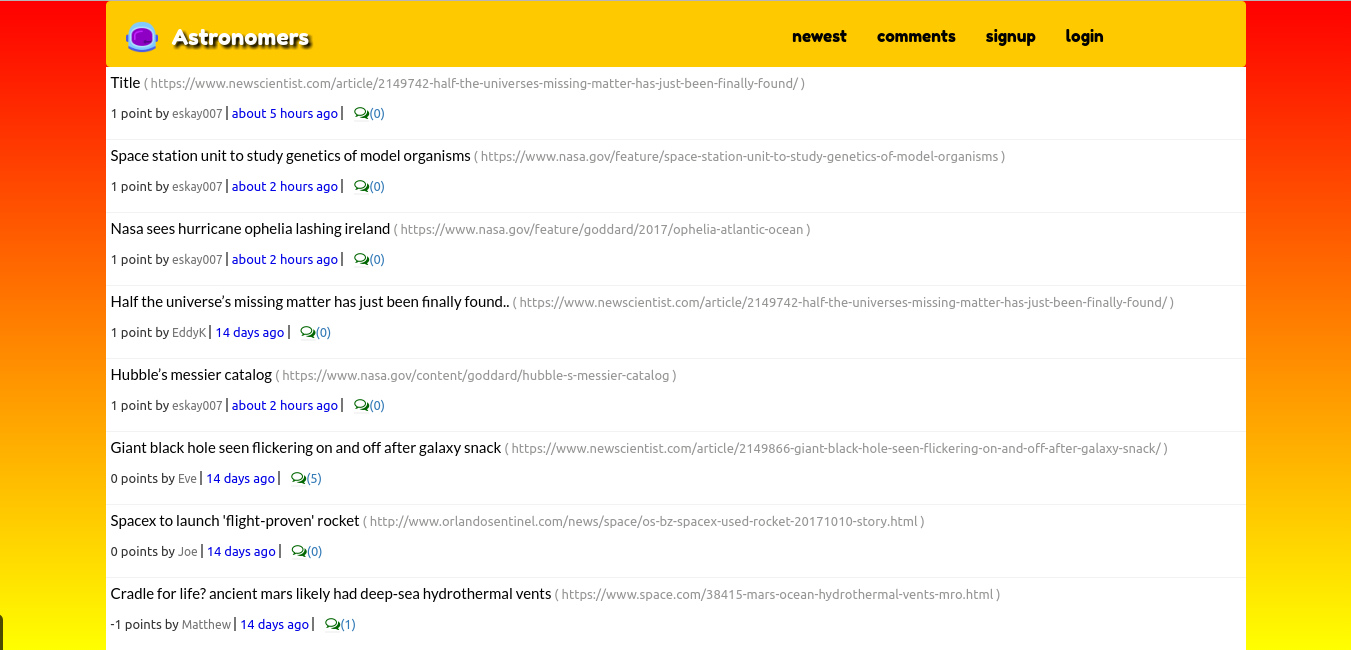 Astronomers newest comments signup login
Title ( https://www.newscientist.com/article/2149742-half-the-universes-missing-matter-has-just-been-finally-found/ )
1 point by eskay007 | about 5 hours ago | (0)
Space station unit to study genetics of model organisms ( https://www.nasa.gov/feature/space-station-unit-to-study-genetics-of-model-organisms )
1 point by eskay007 | about 2 hours ago | (0)
Nasa sees hurricane ophelia lashing ireland ( https://www.nasa.gov/feature/goddard/2017/ophelia-atlantic-ocean )
1 point by eskay007 | about 2 hours ago | (0)
Half the universe’s missing matter has just been finally found.. ( https://www.newscientist.com/article/2149742-half-the-universes-missing-matter-has-just-been-finally-found/ )
1 point by EddyK | 14 days ago | (0)
Hubble’s messier catalog ( https://www.nasa.gov/content/goddard/hubble-s-messier-catalog )
1 point by eskay007 | about 2 hours ago | (0)
Giant black hole seen flickering on and off after galaxy snack ( https://www.newscientist.com/article/2149866-giant-black-hole-seen-flickering-on-and-off-after-galaxy-snack/ )
0 points by Eve | 14 days ago | (5)
Spacex to launch 'flight-proven' rocket ( http://www.orlandosentinel.com/news/space/os-bz-spacex-used-rocket-20171010-story.html )
0 points by Joe | 14 days ago | (0)
Cradle for life? ancient mars likely had deep-sea hydrothermal vents ( https://www.space.com/38415-mars-ocean-hydrothermal-vents-mro.html )
-1 points by Matthew | 14 days ago | (1)